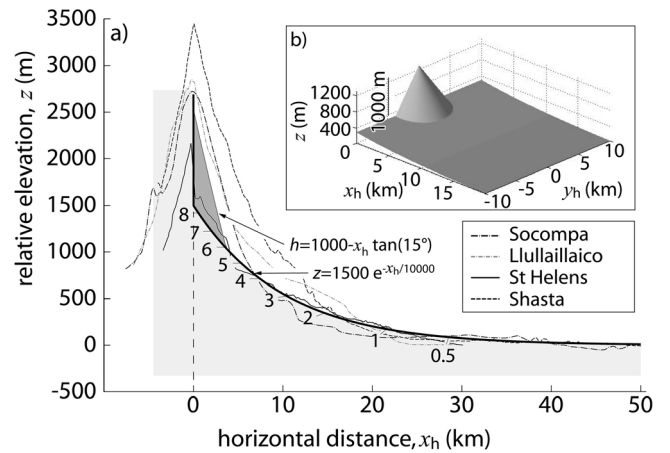 a)
relative elevation, z (m)
3500
3000
2500
2000
1500
1000
500
0
-500
8
7
6
5
4
3
2
1
0.5
h=1000-xₕ tan(15°)
z=1500 e^-xₕ/10000
0 10 20 30 40 50
horizontal distance, xₕ (km)
b)
z (m)
1200
800
400
1000 m
0
5
10
15
xₕ (km)
-10
-5
0
5
10
yₕ (km)
Socompa
Llullaillaico
St Helens
Shasta